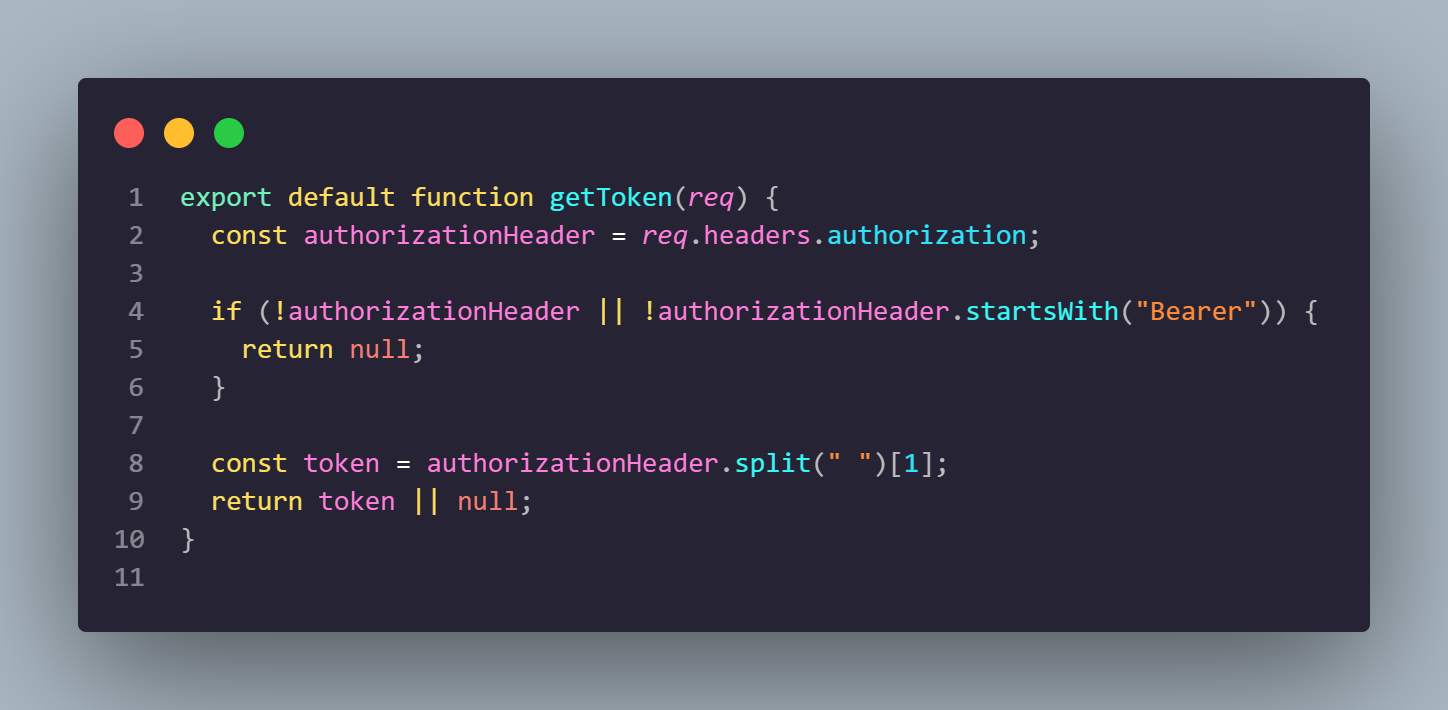 1 export default function getToken(req) {
2   const authorizationHeader = req.headers.authorization;
3
4   if (!authorizationHeader || !authorizationHeader.startsWith("Bearer")) {
5     return null;
6   }
7
8   const token = authorizationHeader.split(" ")[1];
9   return token || null;
10 }
11